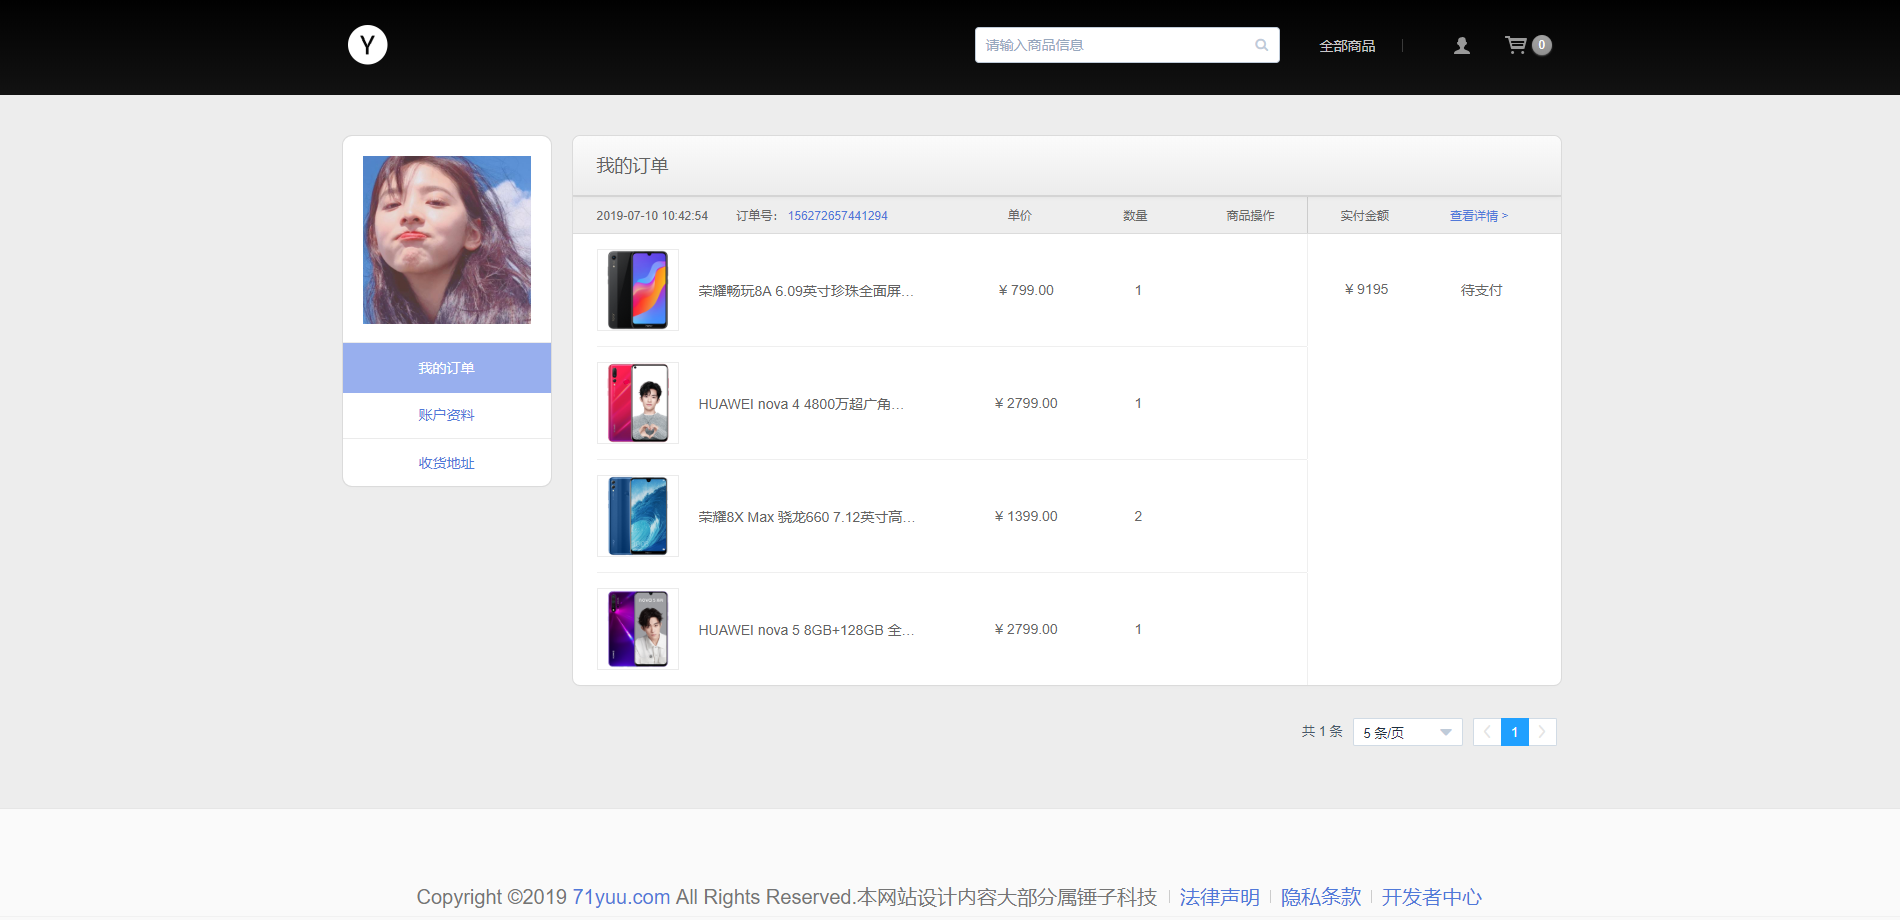 Y
请输入商品信息
全部商品
0
我的订单
2019-07-10 10:42:54 订单号： 156272657441294 单价 数量 商品操作 实付金额 查看详情 >
荣耀畅玩8A 6.09英寸珍珠全面屏… ¥ 799.00 1 ¥ 9195 待支付
我的订单
账户资料
收货地址
HUAWEI nova 4 4800万超广角… ¥ 2799.00 1
荣耀8X Max 骁龙660 7.12英寸高… ¥ 1399.00 2
HUAWEI nova 5 8GB+128GB 全… ¥ 2799.00 1
共 1 条 5 条/页 1
Copyright ©2019 71yuu.com All Rights Reserved.本网站设计内容大部分属锤子科技 法律声明 隐私条款 开发者中心